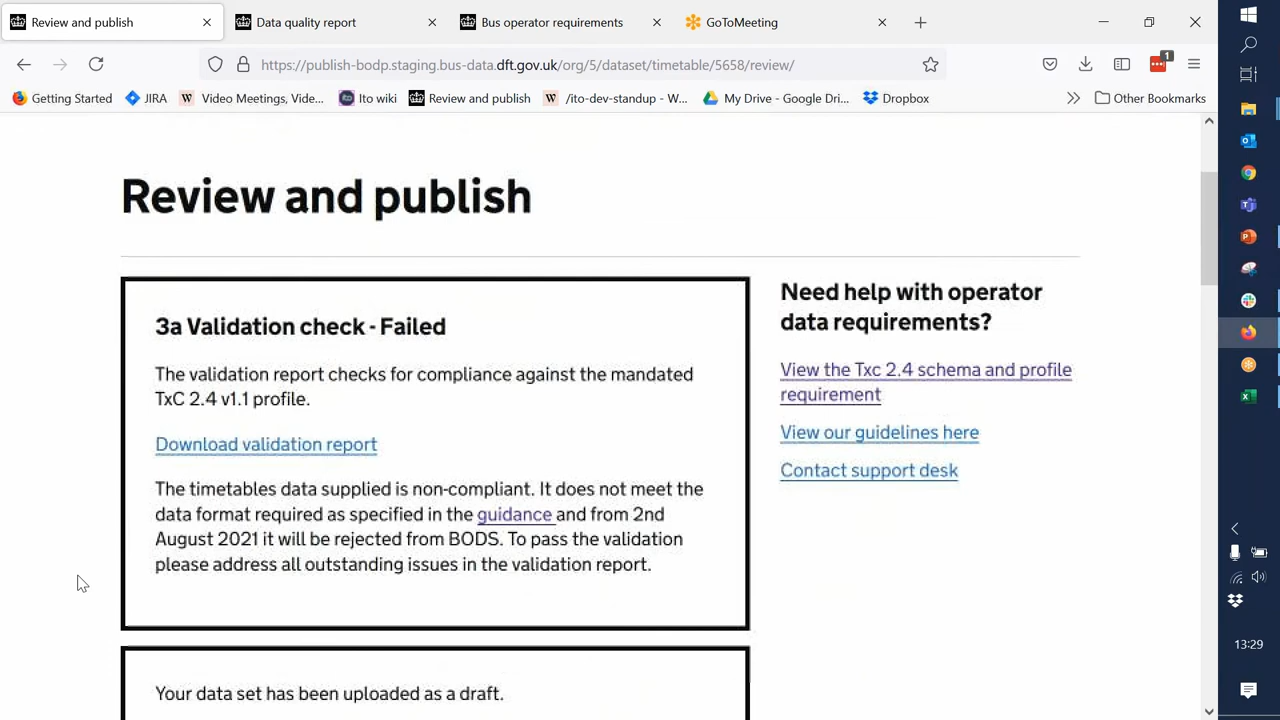 Review and publish
Data quality report
Bus operator requirements
GoToMeeting
https://publish-bodp.staging.bus-data.dft.gov.uk/org/5/dataset/timetable/5658/review/
1
Getting Started
JIRA
Video Meetings, Vide...
Ito wiki
Review and publish
/ito-dev-standup - W...
My Drive - Google Dri...
Dropbox
Other Bookmarks
Review and publish
3a Validation check - Failed
The validation report checks for compliance against the mandated
TxC 2.4 v1.1 profile.
Download validation report
The timetables data supplied is non-compliant. It does not meet the
data format required as specified in the guidance and from 2nd
August 2021 it will be rejected from BODS. To pass the validation
please address all outstanding issues in the validation report.
Your data set has been uploaded as a draft.
Need help with operator
data requirements?
View the Txc 2.4 schema and profile
requirement
View our guidelines here
Contact support desk
13:29